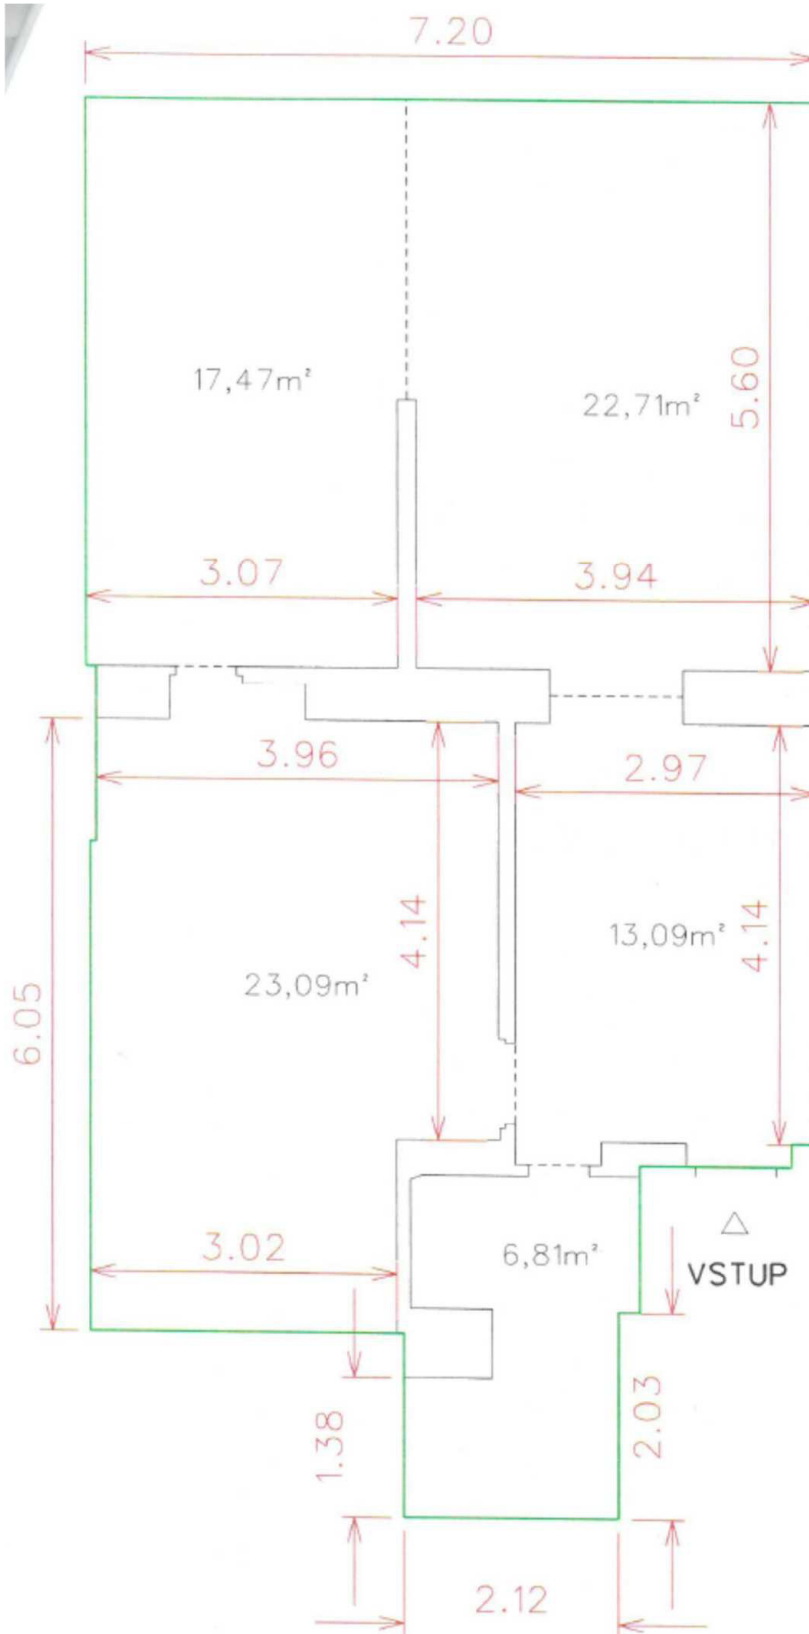 7.20
17,47m²
22,71m²
5.60
3.07
3.94
3.96
2.97
4.14
13,09m²
4.14
23,09m²
6.05
3.02
6,81m²
VSTUP
1.38
2.03
2.12